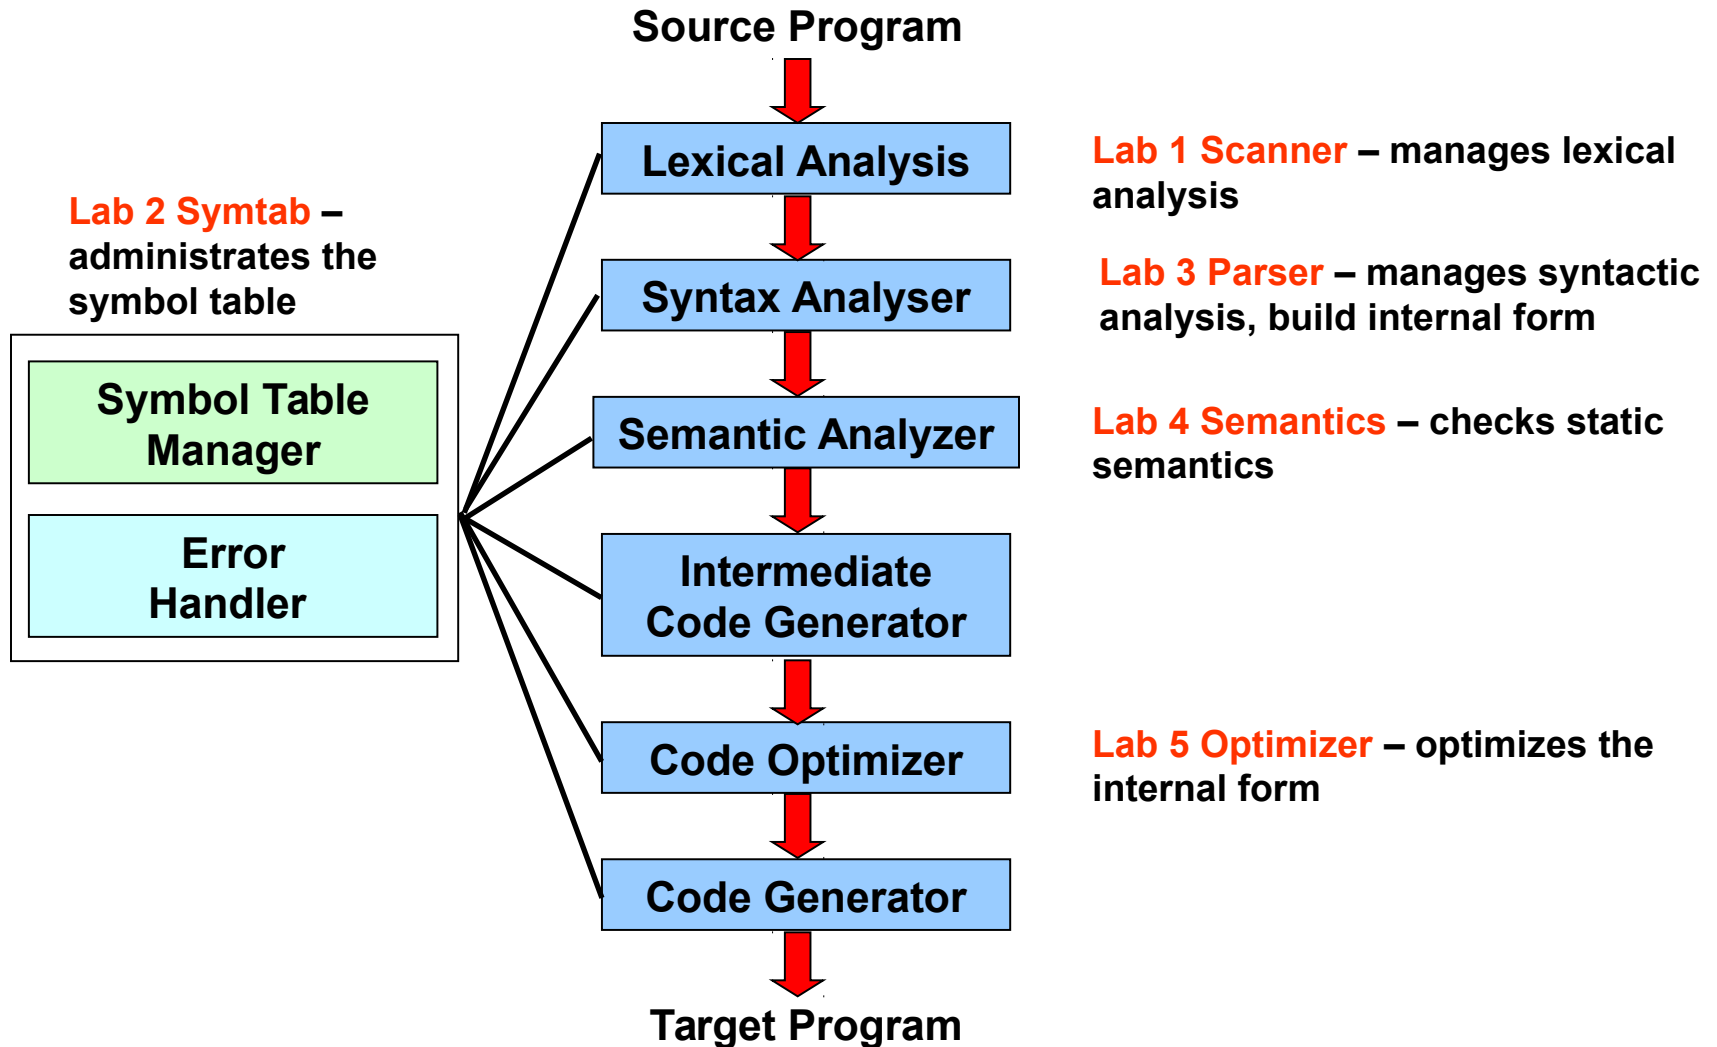 Source Program
Lexical Analysis
Lab 1 Scanner – manages lexical
analysis
Lab 2 Symtab –
administrates the
symbol table
Syntax Analyser
Lab 3 Parser – manages syntactic
analysis, build internal form
Symbol Table
Manager
Semantic Analyzer
Lab 4 Semantics – checks static
semantics
Error
Handler
Intermediate
Code Generator
Code Optimizer
Lab 5 Optimizer – optimizes the
internal form
Code Generator
Target Program